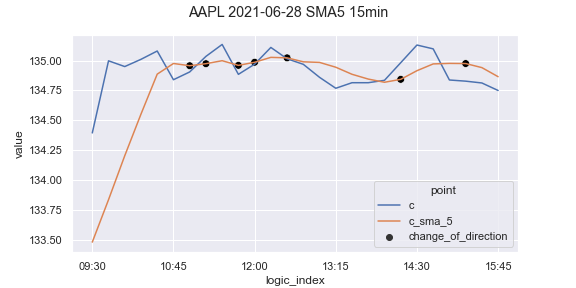 AAPL 2021-06-28 SMA5 15min
135.00
134.75
134.50
134.25
134.00
133.75
133.50
value
09:30 10:45 12:00 13:15 14:30 15:45
logic_index
point
c
c_sma_5
change_of_direction